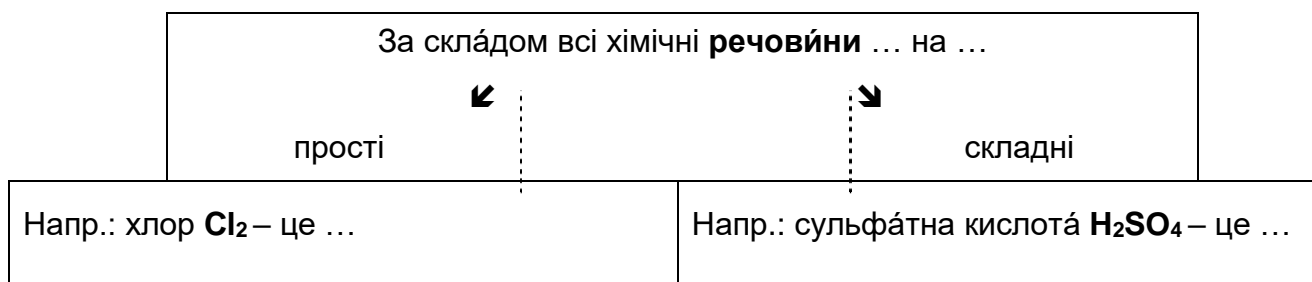 За скла́дом всі хімічні речови́ни … на …
прості
складні
Напр.: хлор Cl₂ – це …
Напр.: сульфа́тна кислота́ H₂SO₄ – це …